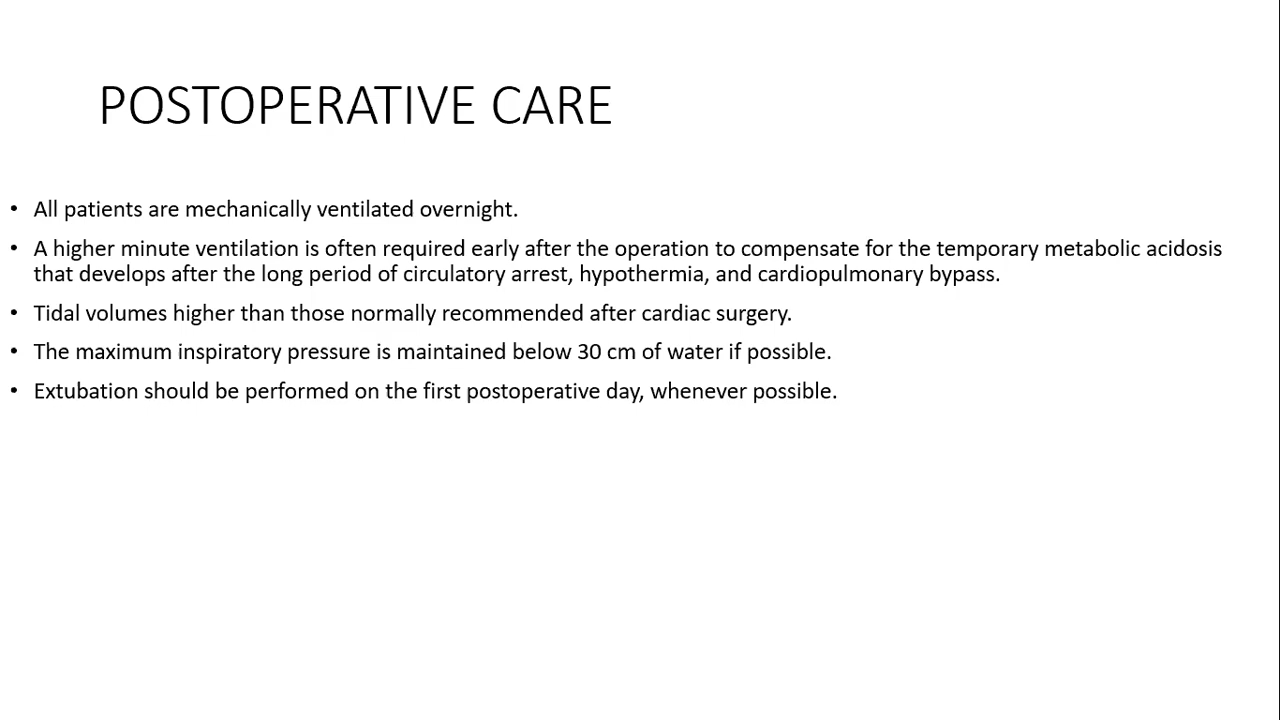 POSTOPERATIVE CARE
• All patients are mechanically ventilated overnight.
• A higher minute ventilation is often required early after the operation to compensate for the temporary metabolic acidosis
that develops after the long period of circulatory arrest, hypothermia, and cardiopulmonary bypass.
• Tidal volumes higher than those normally recommended after cardiac surgery.
• The maximum inspiratory pressure is maintained below 30 cm of water if possible.
• Extubation should be performed on the first postoperative day, whenever possible.